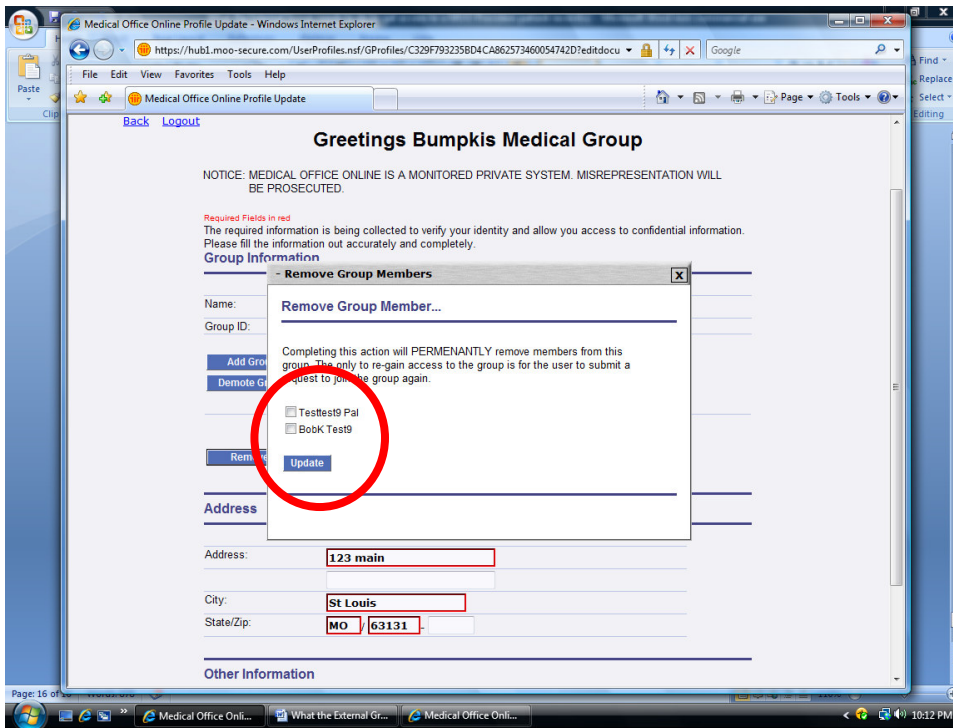 Medical Office Online Profile Update - Windows Internet Explorer
https://hub1.moo-secure.com/UserProfiles.nsf/GProfiles/C329F793235BD4CA862573460054742D?editdocu
Google
File Edit View Favorites Tools Help
Medical Office Online Profile Update
Page Tools
Paste
Clip
Find
Replace
Select
Editing
Back Logout
Greetings Bumpkis Medical Group
NOTICE: MEDICAL OFFICE ONLINE IS A MONITORED PRIVATE SYSTEM. MISREPRESENTATION WILL
BE PROSECUTED.
Required Fields in red
The required information is being collected to verify your identity and allow you access to confidential information.
Please fill the information out accurately and completely.
Group Information
- Remove Group Members
x
Name:
Remove Group Member...
Group ID:
Completing this action will PERMENANTLY remove members from this
Add Gro
group. The only to re-gain access to the group is for the user to submit a
Demote G
request to join the group again.
Testtest9 Pal
BobK Test9
Remove
Update
Address
Address:
123 main
City:
St Louis
State/Zip:
MO / 63131 -
Other Information
Page: 16 of
Medical Office Onli...
What the External Gr...
Medical Office Onli...
10:12 PM